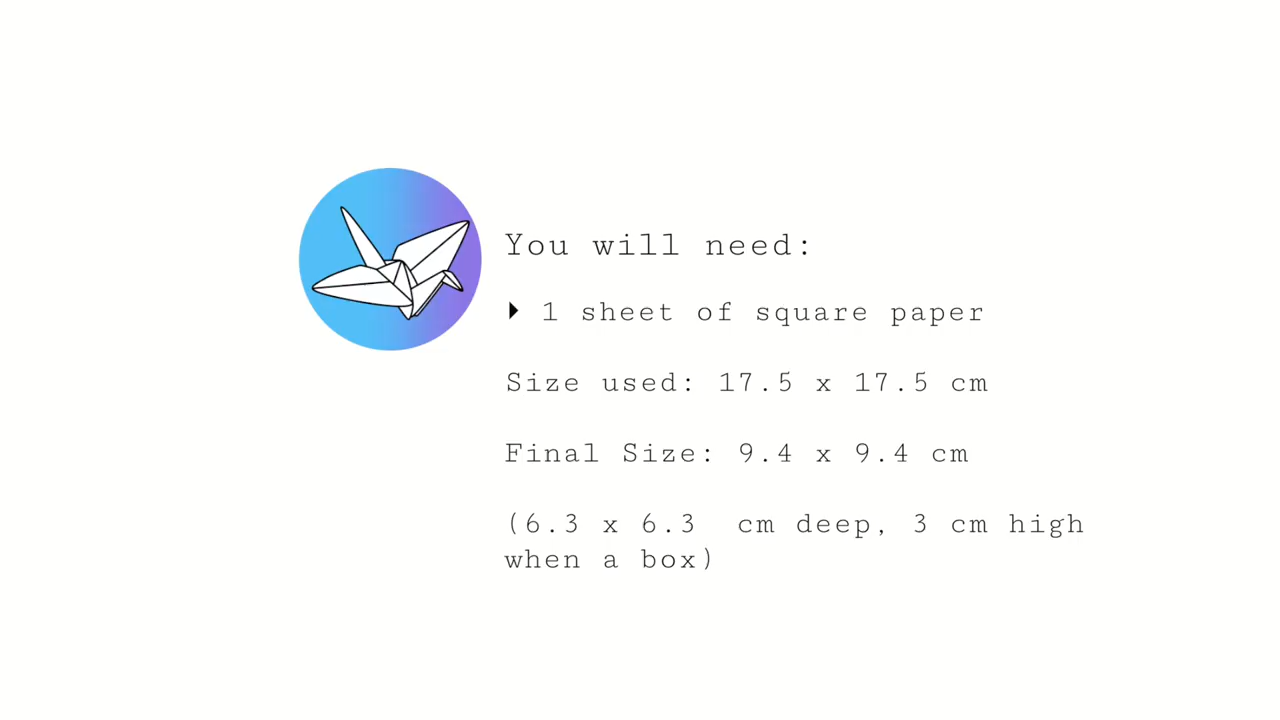 You will need:
▸ 1 sheet of square paper
Size used: 17.5 x 17.5 cm
Final Size: 9.4 x 9.4 cm
(6.3 x 6.3  cm deep, 3 cm high
when a box)